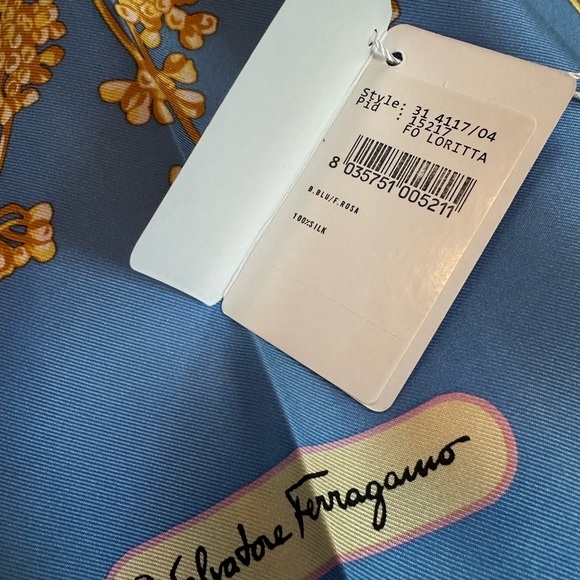 Style: 31 4117/04
Pid : 15217
FO LORITTA
8 035751 005211
B.BLU/F.ROSA
100%SILK
Salvatore Ferragamo